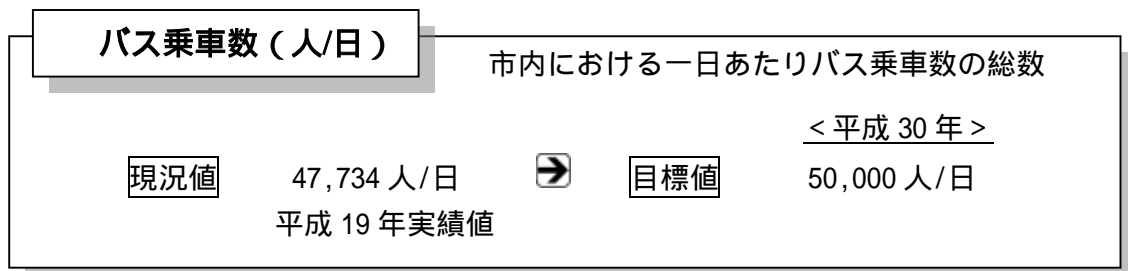 バス乗車数(人/日)
市内における一日あたりバス乗車数の総数
<平成 30 年>
現況値 47,734 人/日 → 目標値 50,000 人/日
平成 19 年実績値